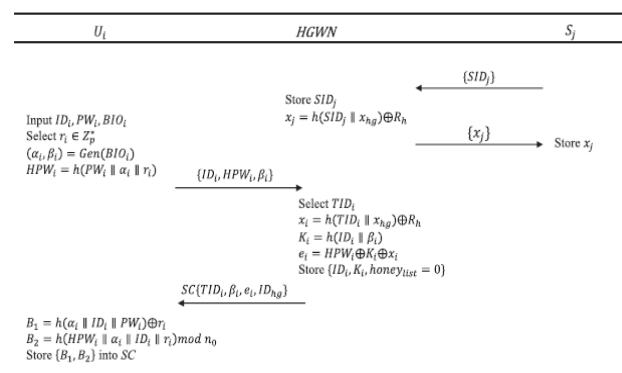 U_i HGWN S_j
{SID_j}
Store SID_j
x_j = h(SID_j ∥ x_hg)⊕R_h
{x_j}
Store x_j
Input ID_i, PW_i, BIO_i
Select r_i ∈ Z_p^*
(α_i, β_i) = Gen(BIO_i)
HPW_i = h(PW_i ∥ α_i ∥ r_i)
{ID_i, HPW_i, β_i}
Select TID_i
x_i = h(TID_i ∥ x_hg)⊕R_h
K_i = h(ID_i ∥ β_i)
e_i = HPW_i⊕K_i⊕x_i
Store {ID_i, K_i, honey_list = 0}
SC{TID_i, β_i, e_i, ID_hg}
B_1 = h(α_i ∥ ID_i ∥ PW_i)⊕r_i
B_2 = h(HPW_i ∥ α_i ∥ ID_i ∥ r_i)mod n_0
Store {B_1, B_2} into SC